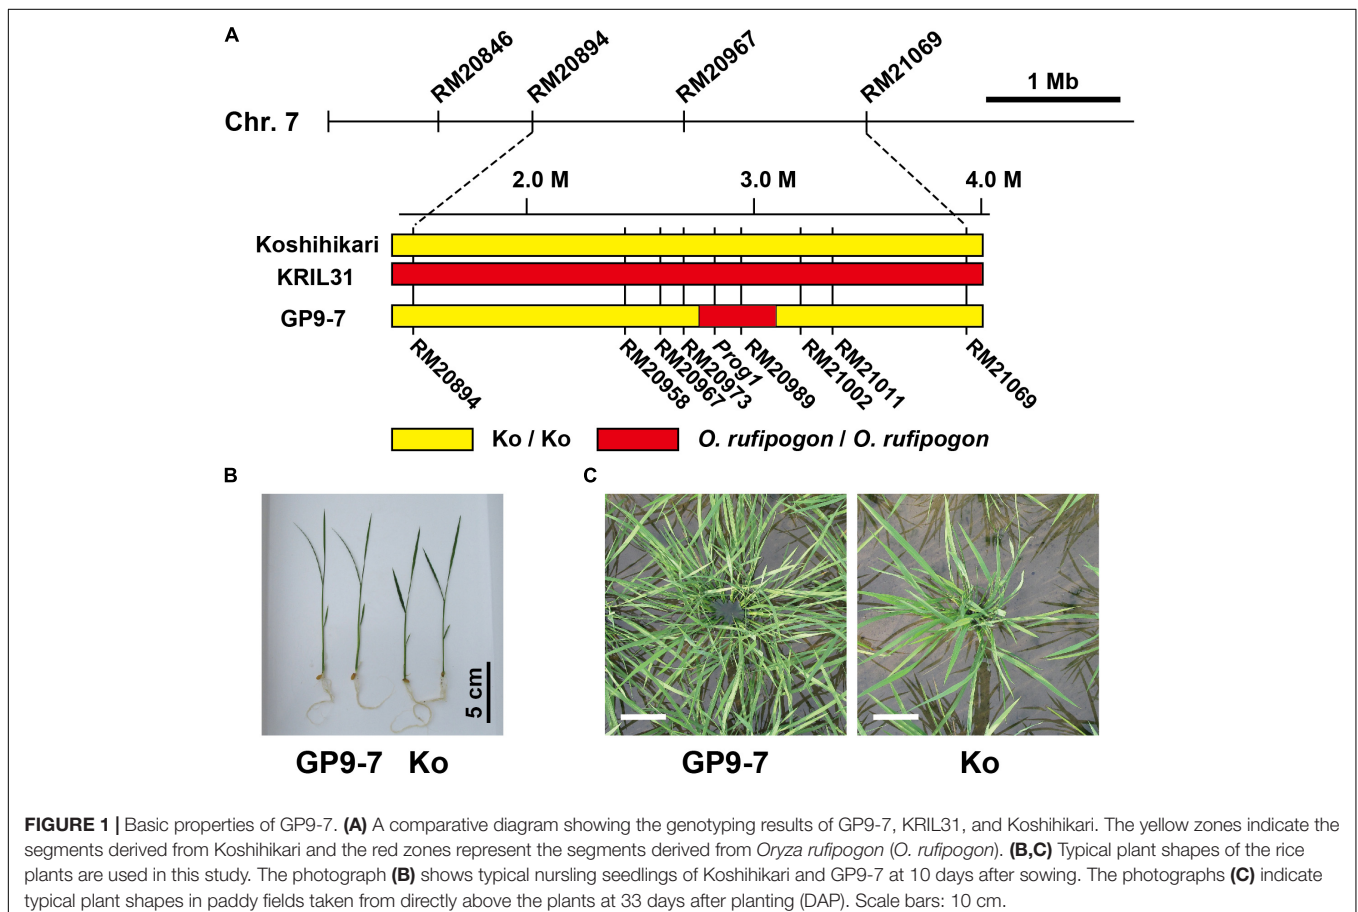 A
RM20846
RM20894
RM20967
RM21069
1 Mb
Chr. 7
2.0 M 3.0 M 4.0 M
Koshihikari
KRIL31
GP9-7
RM20894
RM20958
RM20967
RM20973
Prog1
RM20989
RM21002
RM21011
RM21069
Ko / Ko
O. rufipogon / O. rufipogon
B
C
5 cm
GP9-7 Ko
GP9-7
Ko
FIGURE 1 | Basic properties of GP9-7. (A) A comparative diagram showing the genotyping results of GP9-7, KRIL31, and Koshihikari. The yellow zones indicate the
segments derived from Koshihikari and the red zones represent the segments derived from Oryza rufipogon (O. rufipogon). (B,C) Typical plant shapes of the rice
plants are used in this study. The photograph (B) shows typical nursling seedlings of Koshihikari and GP9-7 at 10 days after sowing. The photographs (C) indicate
typical plant shapes in paddy fields taken from directly above the plants at 33 days after planting (DAP). Scale bars: 10 cm.